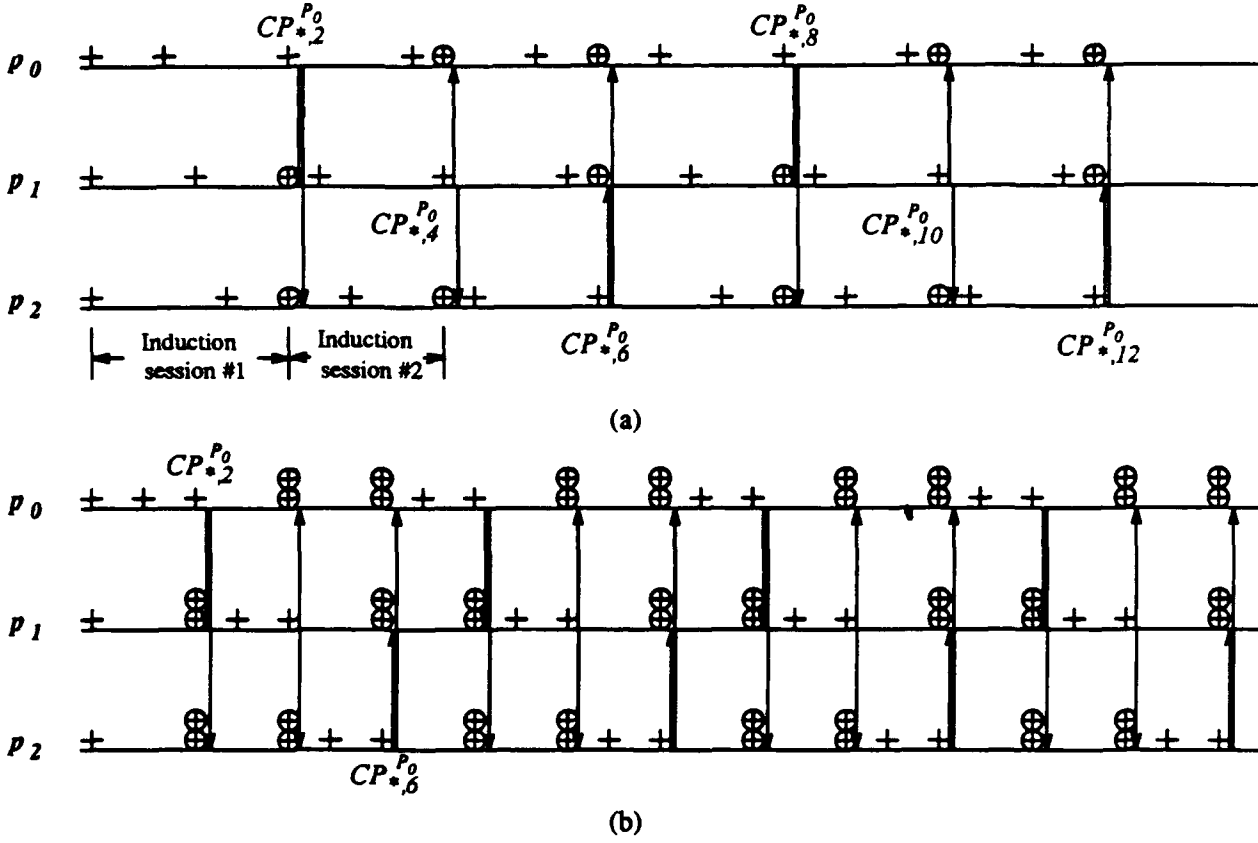 CP*,2^P0 CP*,8^P0
p0
p1
CP*,4^P0 CP*,10^P0
p2
Induction session #1
Induction session #2
CP*,6^P0 CP*,12^P0
(a)
CP*,2^P0
p0
p1
p2
CP*,6^P0
(b)